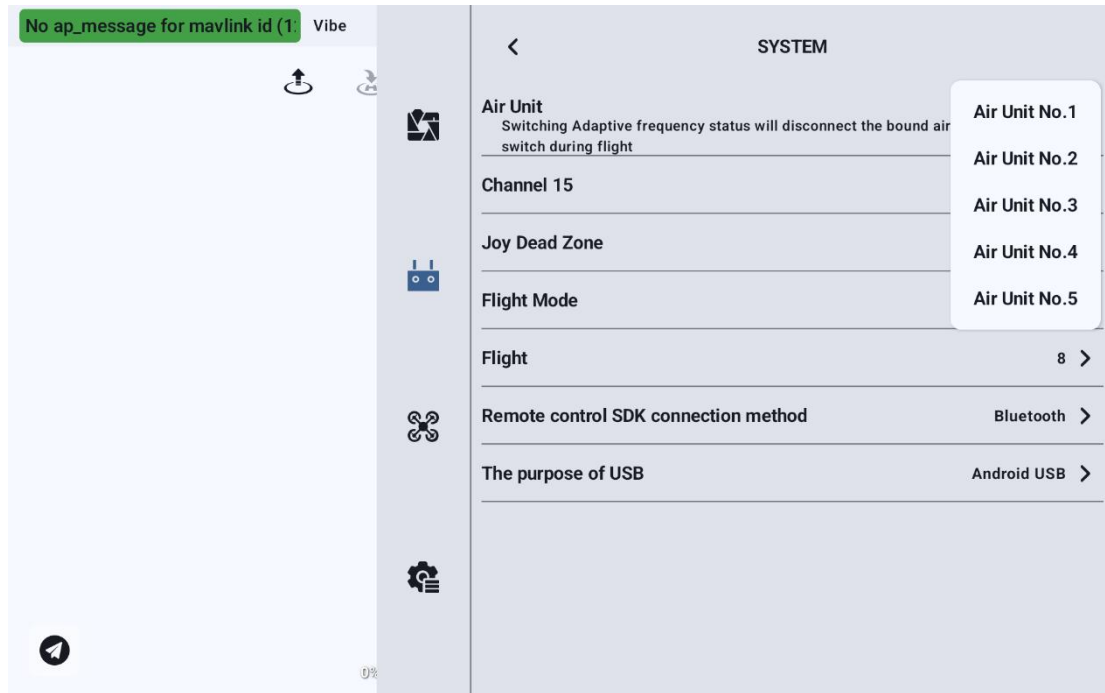 No ap_message for mavlink id (1:
Vibe
SYSTEM
Air Unit
Switching Adaptive frequency status will disconnect the bound air
switch during flight
Air Unit No.1
Air Unit No.2
Air Unit No.3
Air Unit No.4
Air Unit No.5
Channel 15
Joy Dead Zone
Flight Mode
Flight
8
Remote control SDK connection method
Bluetooth
The purpose of USB
Android USB
0%